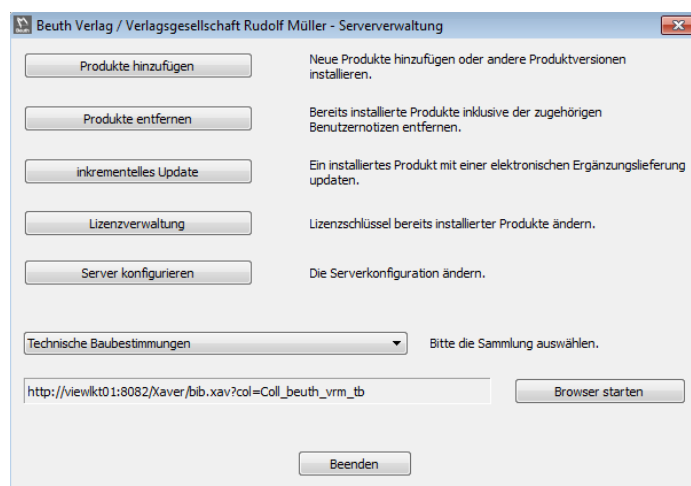 Beuth Verlag / Verlagsgesellschaft Rudolf Müller - Serververwaltung
Produkte hinzufügen
Neue Produkte hinzufügen oder andere Produktversionen
installieren.
Produkte entfernen
Bereits installierte Produkte inklusive der zugehörigen
Benutzernotizen entfernen.
inkrementelles Update
Ein installiertes Produkt mit einer elektronischen Ergänzungslieferung
updaten.
Lizenzverwaltung
Lizenzschlüssel bereits installierter Produkte ändern.
Server konfigurieren
Die Serverkonfiguration ändern.
Technische Baubestimmungen
Bitte die Sammlung auswählen.
http://viewlkt01:8082/Xaver/bib.xav?col=Coll_beuth_vrm_tb
Browser starten
Beenden